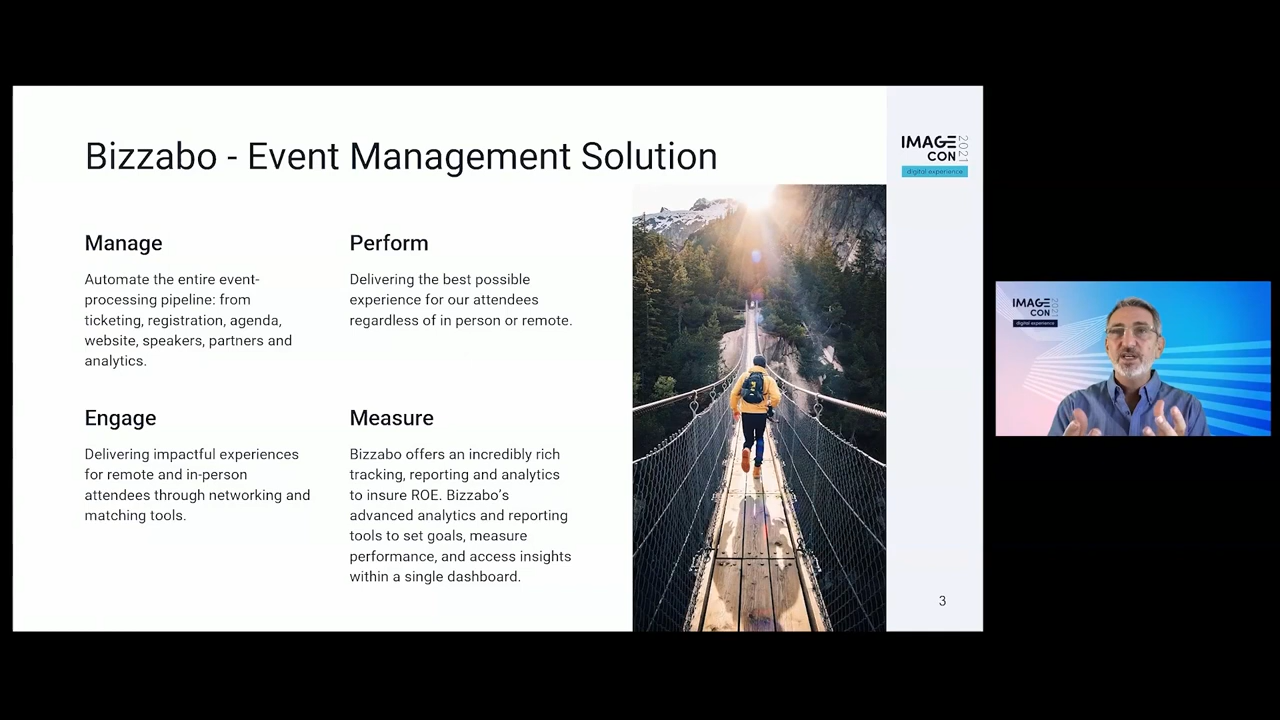 Bizzabo - Event Management Solution
Manage
Automate the entire event-
processing pipeline: from
ticketing, registration, agenda,
website, speakers, partners and
analytics.
Perform
Delivering the best possible
experience for our attendees
regardless of in person or remote.
Engage
Delivering impactful experiences
for remote and in-person
attendees through networking and
matching tools.
Measure
Bizzabo offers an incredibly rich
tracking, reporting and analytics
to insure ROE. Bizzabo’s
advanced analytics and reporting
tools to set goals, measure
performance, and access insights
within a single dashboard.
IMAGE
CON
2021
digital experience
3
IMAGE
CON
2021
digital experience